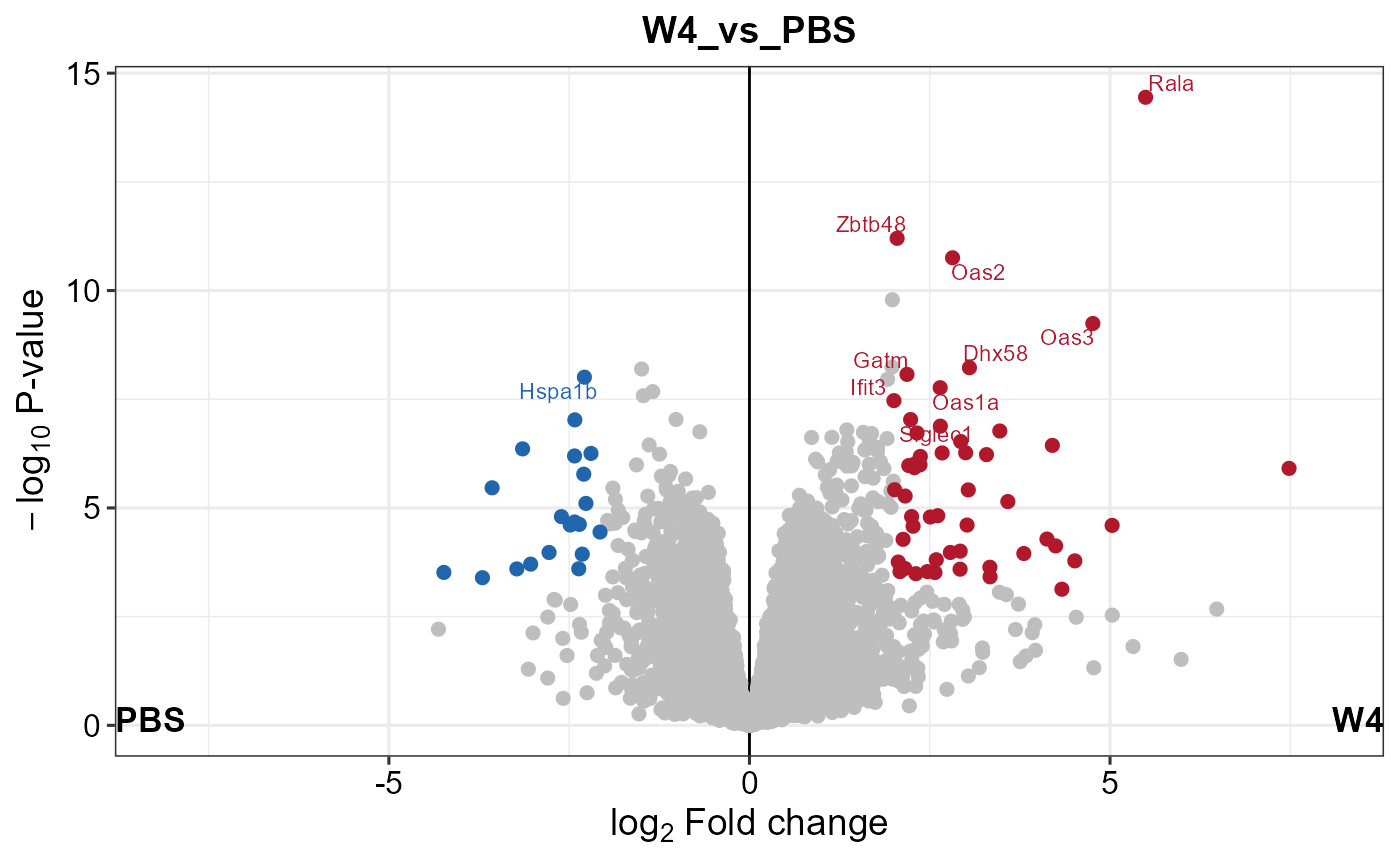 W4_vs_PBS
15
Rala
Zbtb48
Oas2
10
Oas3
Dhx58
Gatm
Hspa1b
Ifit3
Oas1a
Siglec1
5
0
PBS
W4
-5
0
5
log2 Fold change
– log10 P-value